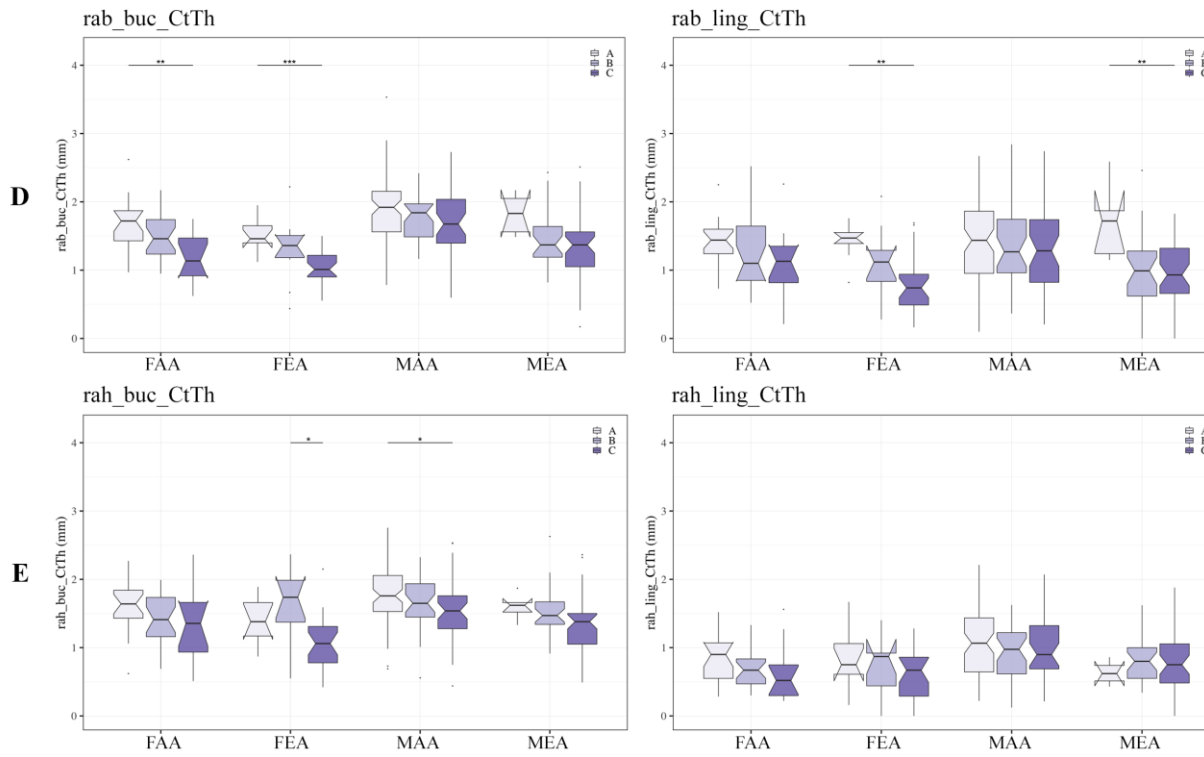 rab_buc_CtTh
rab_ling_CtTh
** *** A B C
** ** A B C
4
3
2
1
0
rab_buc_CtTh (mm)
4
3
2
1
0
rab_ling_CtTh (mm)
D
FAA FEA MAA MEA
FAA FEA MAA MEA
rah_buc_CtTh
rah_ling_CtTh
* * A B C
4
3
2
1
0
rah_buc_CtTh (mm)
4
3
2
1
0
rah_ling_CtTh (mm)
E
FAA FEA MAA MEA
FAA FEA MAA MEA